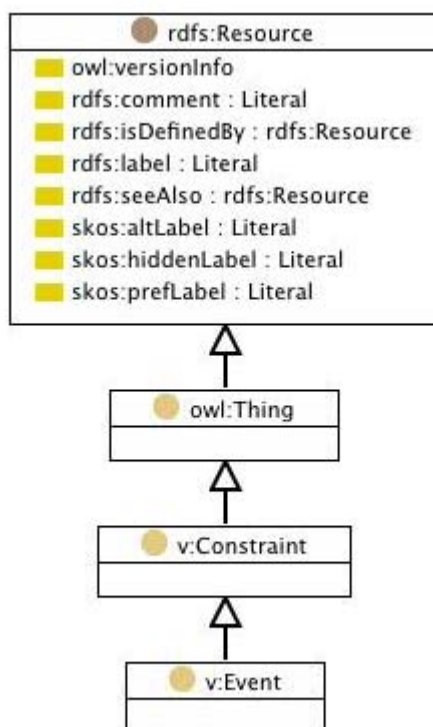 rdfs:Resource
owl:versionInfo
rdfs:comment : Literal
rdfs:isDefinedBy : rdfs:Resource
rdfs:label : Literal
rdfs:seeAlso : rdfs:Resource
skos:altLabel : Literal
skos:hiddenLabel : Literal
skos:prefLabel : Literal
owl:Thing
v:Constraint
v:Event